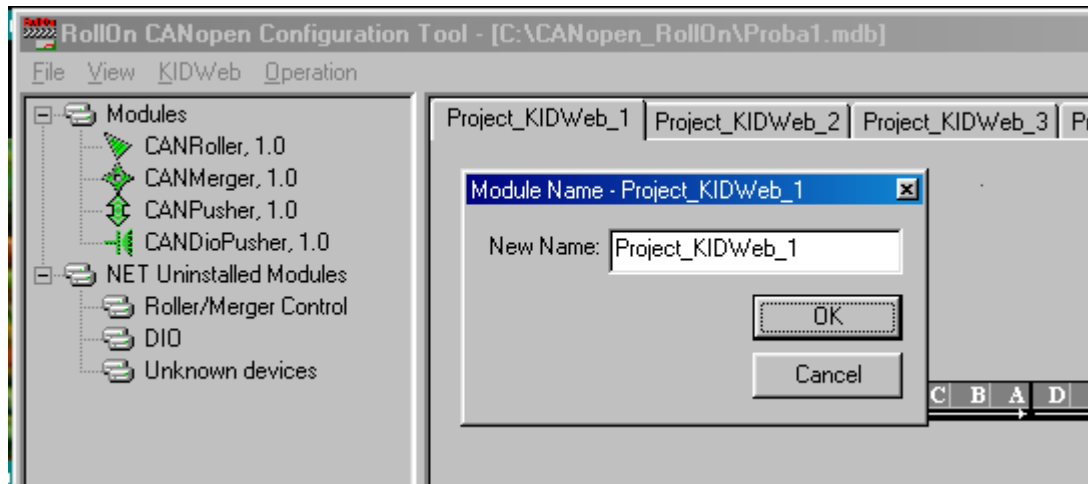 RollOn CANopen Configuration Tool - [C:\CANopen_RollOn\Proba1.mdb]
File View KIDWeb Operation
Modules
CANRoller, 1.0
CANMerger, 1.0
CANPusher, 1.0
CANDioPusher, 1.0
NET Uninstalled Modules
Roller/Merger Control
DIO
Unknown devices
Project_KIDWeb_1 Project_KIDWeb_2 Project_KIDWeb_3
Module Name - Project_KIDWeb_1
New Name: Project_KIDWeb_1
OK
Cancel
C B A D